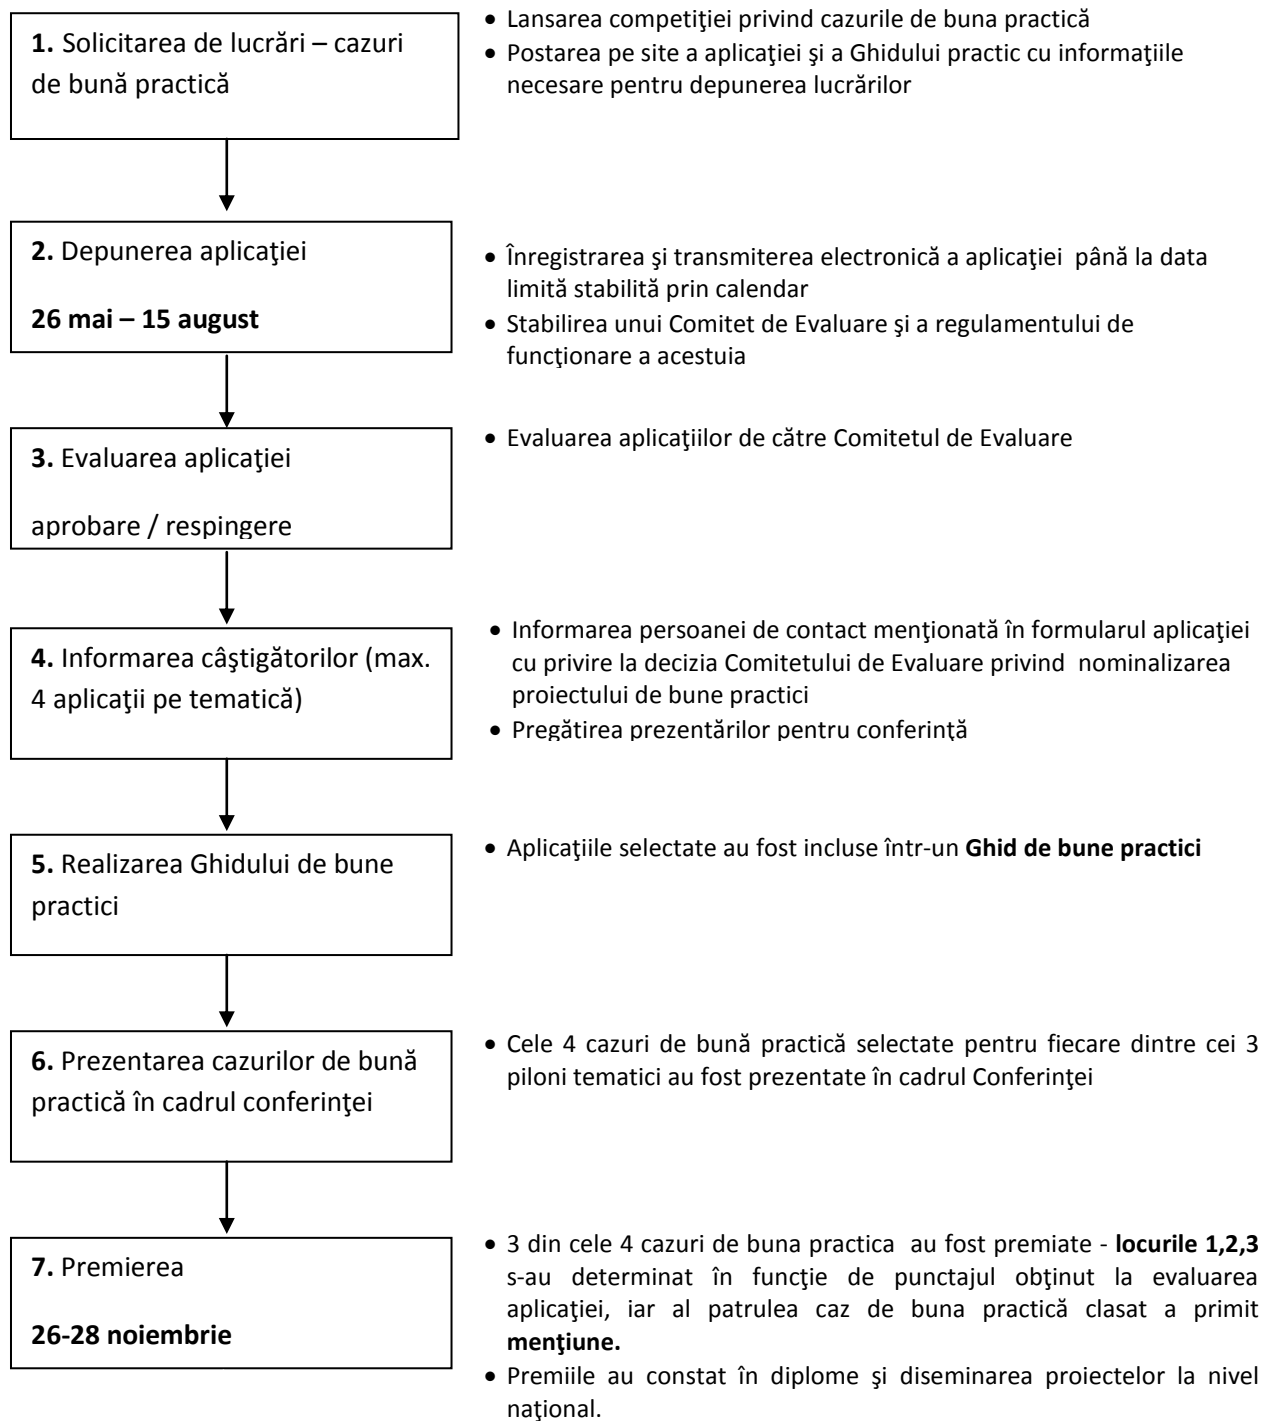 1. Solicitarea de lucrări – cazuri
de bună practică
• Lansarea competiţiei privind cazurile de buna practică
• Postarea pe site a aplicaţiei şi a Ghidului practic cu informaţiile
necesare pentru depunerea lucrărilor
2. Depunerea aplicaţiei
26 mai – 15 august
• Înregistrarea şi transmiterea electronică a aplicaţiei până la data
limită stabilită prin calendar
• Stabilirea unui Comitet de Evaluare şi a regulamentului de
funcţionare a acestuia
3. Evaluarea aplicaţiei
aprobare / respingere
• Evaluarea aplicaţiilor de către Comitetul de Evaluare
4. Informarea câştigătorilor (max.
4 aplicaţii pe tematică)
• Informarea persoanei de contact menţionată în formularul aplicaţiei
cu privire la decizia Comitetului de Evaluare privind nominalizarea
proiectului de bune practici
• Pregătirea prezentărilor pentru conferinţă
5. Realizarea Ghidului de bune
practici
• Aplicaţiile selectate au fost incluse într-un Ghid de bune practici
6. Prezentarea cazurilor de bună
practică în cadrul conferinţei
• Cele 4 cazuri de bună practică selectate pentru fiecare dintre cei 3
piloni tematici au fost prezentate în cadrul Conferinţei
7. Premierea
26-28 noiembrie
• 3 din cele 4 cazuri de buna practica au fost premiate - locurile 1,2,3
s-au determinat în funcţie de punctajul obţinut la evaluarea
aplicaţiei, iar al patrulea caz de buna practică clasat a primit
menţiune.
• Premiile au constat în diplome şi diseminarea proiectelor la nivel
naţional.